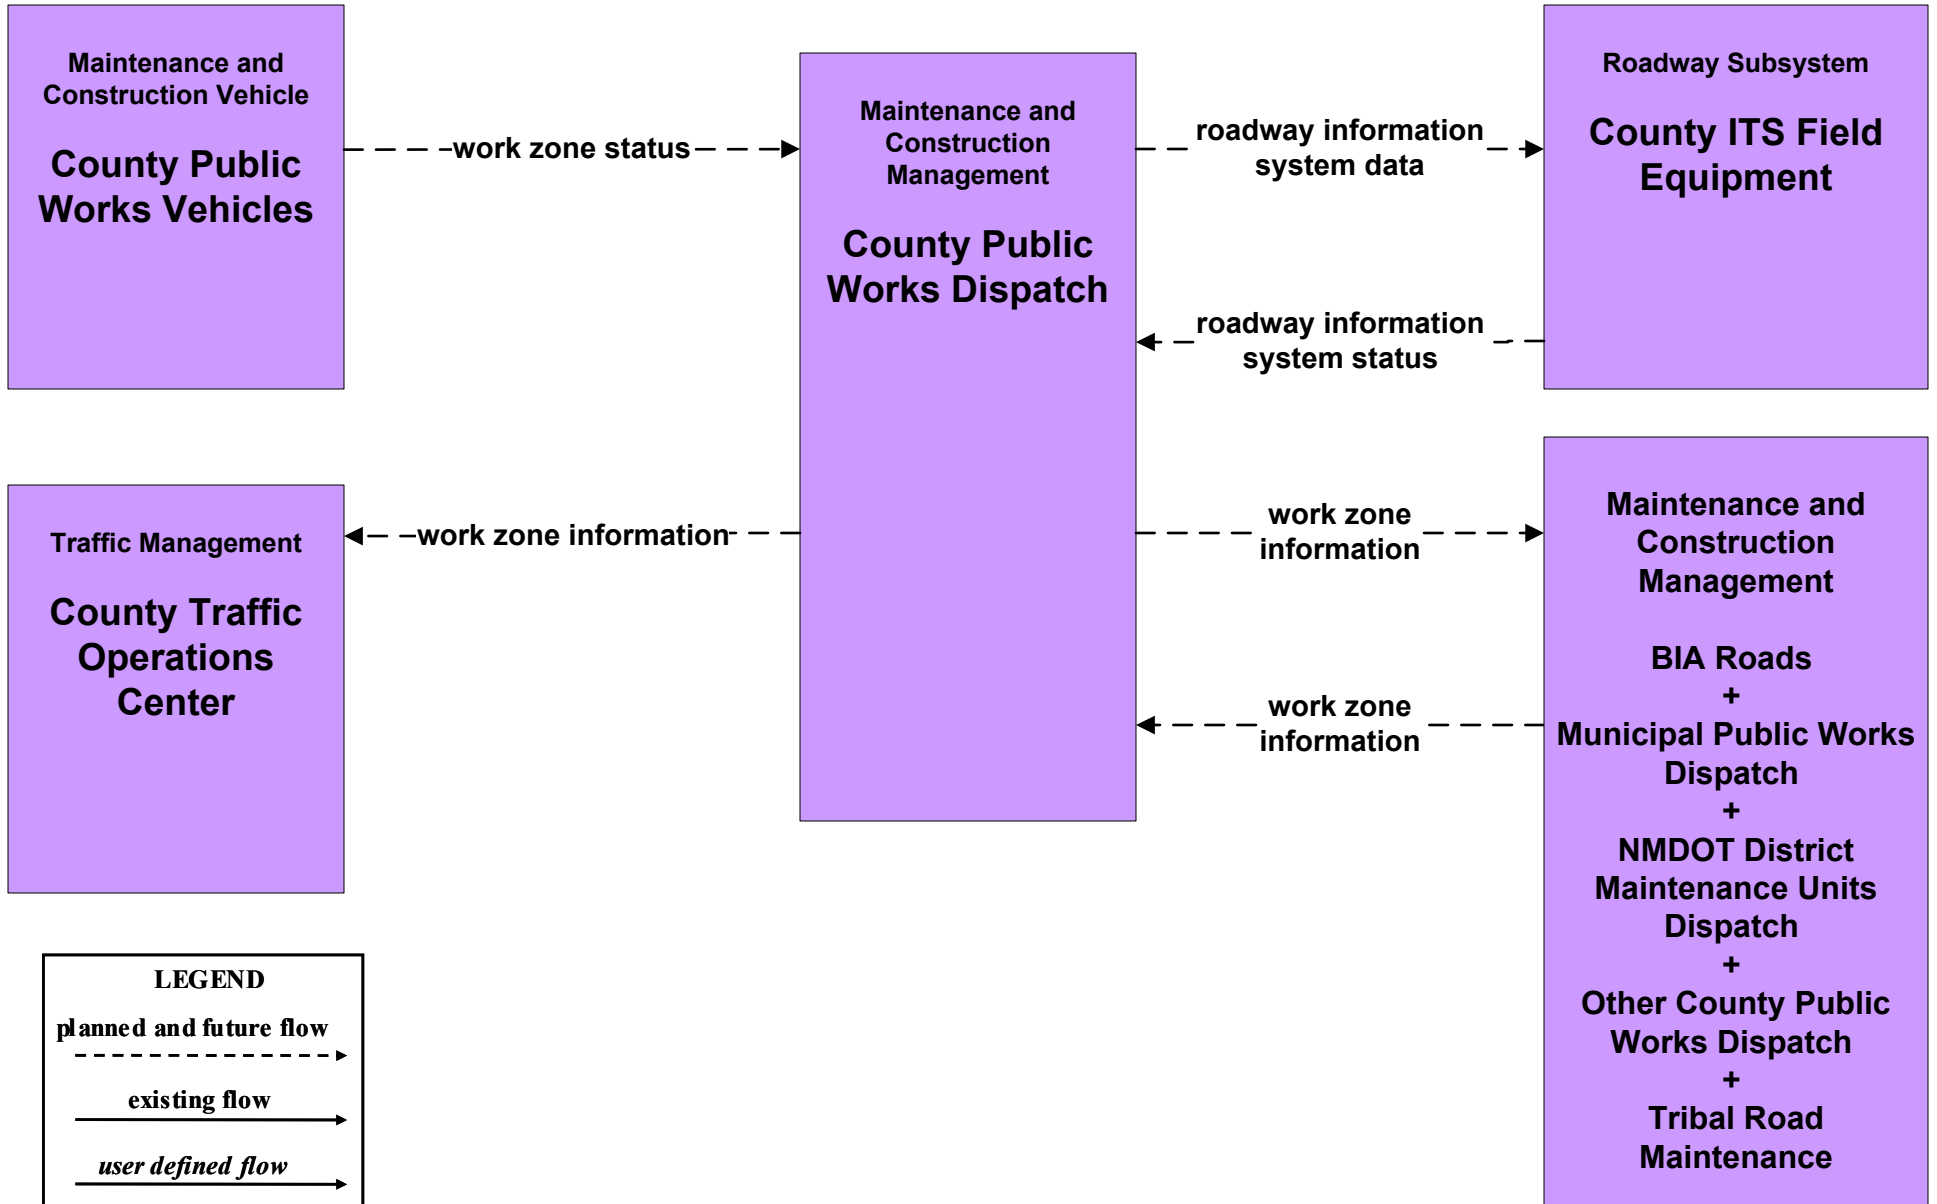 Maintenance and
Construction Vehicle
County Public
Works Vehicles
work zone status
Maintenance and
Construction
Management
County Public
Works Dispatch
roadway information
system data
Roadway Subsystem
County ITS Field
Equipment
roadway information
system status
Traffic Management
County Traffic
Operations
Center
work zone information
work zone
information
work zone
information
Maintenance and
Construction
Management
BIA Roads
+
Municipal Public Works
Dispatch
+
NMDOT District
Maintenance Units
Dispatch
+
Other County Public
Works Dispatch
+
Tribal Road
Maintenance
LEGEND
planned and future flow
existing flow
user defined flow